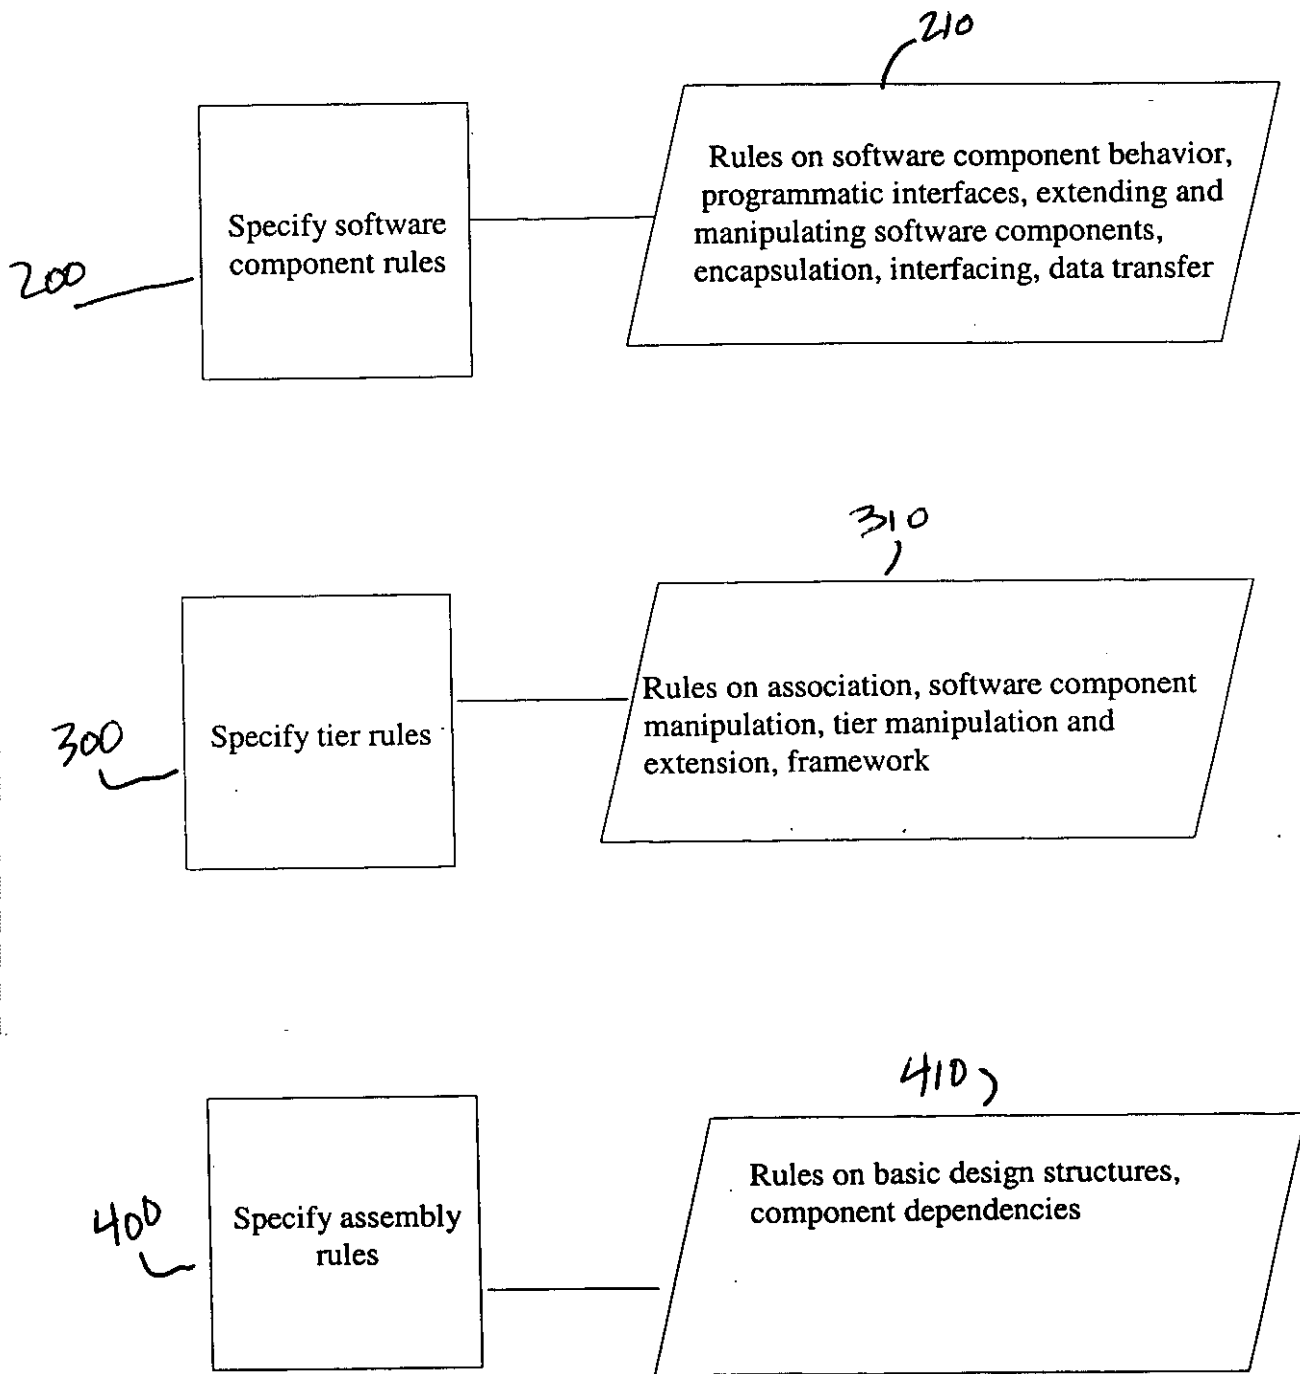 210
Rules on software component behavior,
programmatic interfaces, extending and
manipulating software components,
encapsulation, interfacing, data transfer
Specify software
component rules
200
310
Rules on association, software component
manipulation, tier manipulation and
extension, framework
Specify tier rules
300
410
Rules on basic design structures,
component dependencies
Specify assembly
rules
400